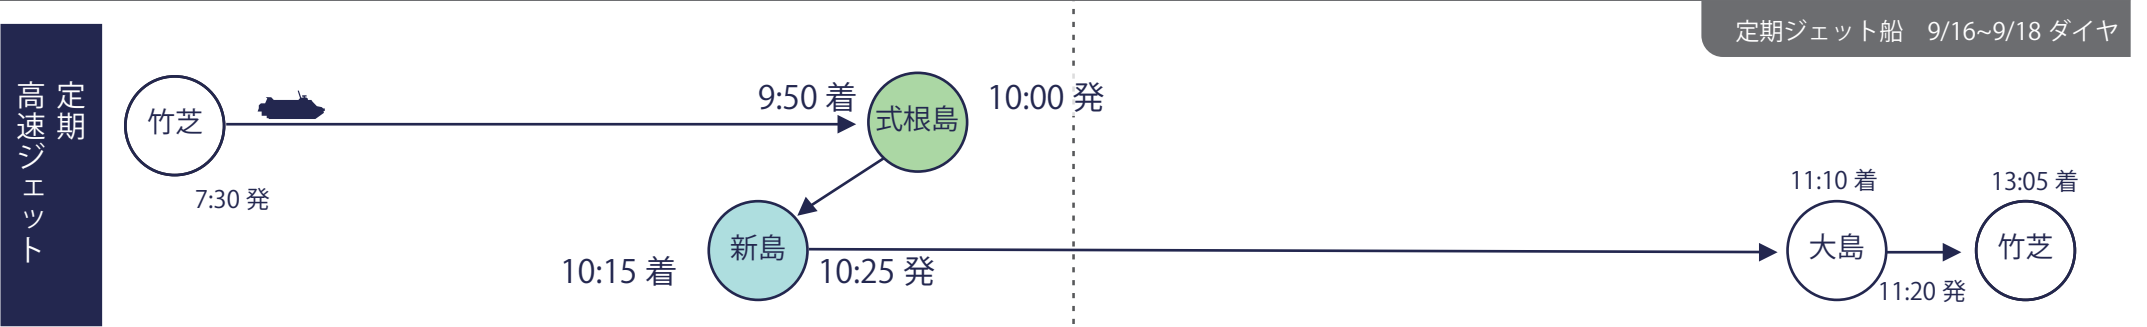 定期ジェット船　9/16~9/18 ダイヤ
定期
高速ジェット
竹芝
7:30 発
9:50 着
式根島
10:00 発
10:15 着
新島
10:25 発
11:10 着
大島
11:20 発
13:05 着
竹芝